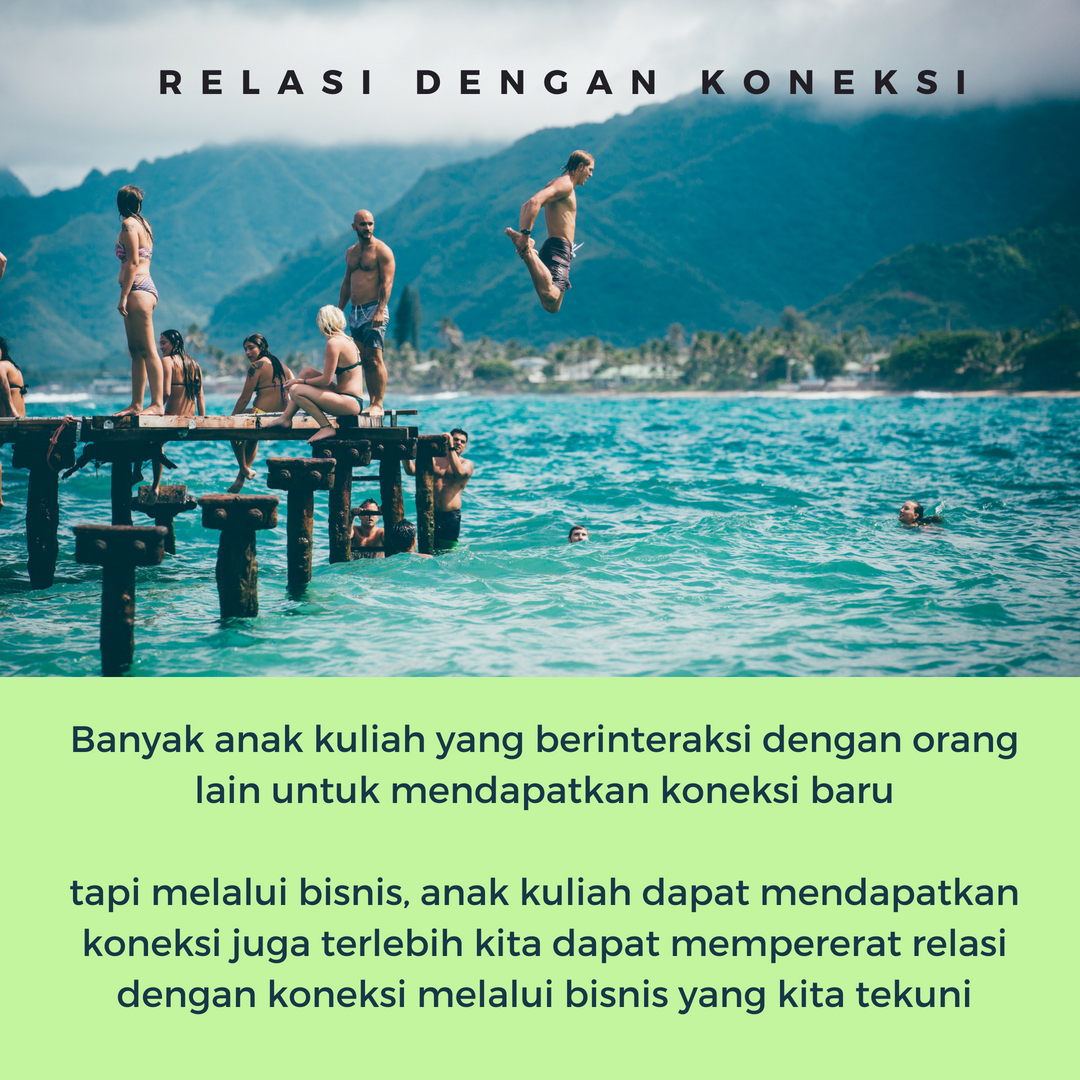 RELASI DENGAN KONEKSI
Banyak anak kuliah yang berinteraksi dengan orang
lain untuk mendapatkan koneksi baru
tapi melalui bisnis, anak kuliah dapat mendapatkan
koneksi juga terlebih kita dapat mempererat relasi
dengan koneksi melalui bisnis yang kita tekuni